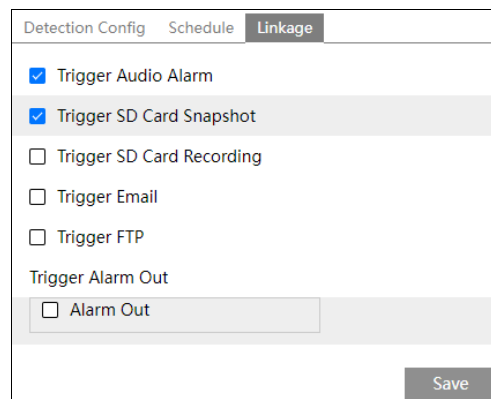 Detection Config Schedule Linkage
Trigger Audio Alarm
Trigger SD Card Snapshot
Trigger SD Card Recording
Trigger Email
Trigger FTP
Trigger Alarm Out
Alarm Out
Save